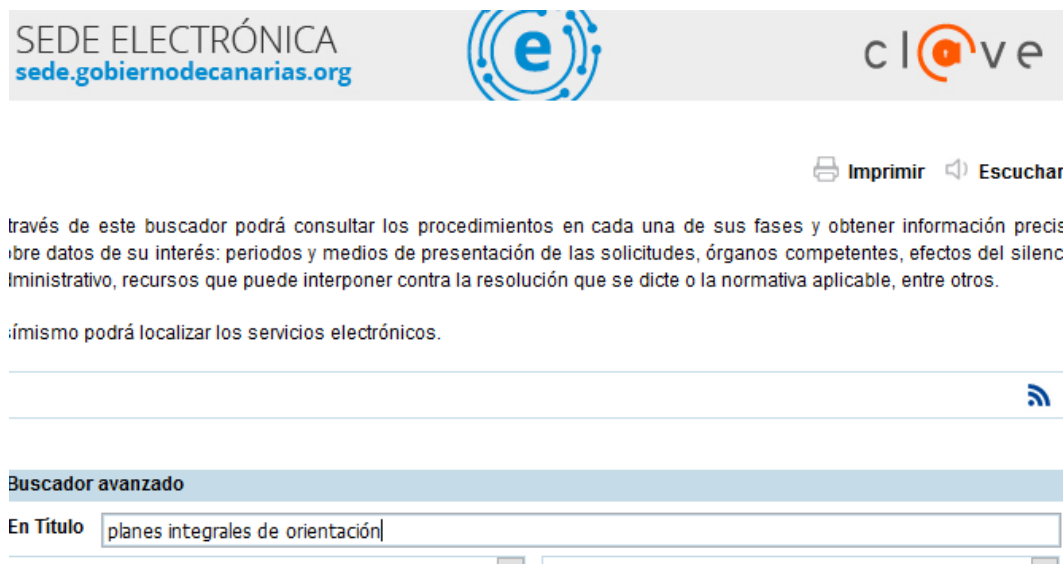 SEDE ELECTRÓNICA
sede.gobiernodecanarias.org
e
cl@ve
Imprimir Escuchar
través de este buscador podrá consultar los procedimientos en cada una de sus fases y obtener información precis
bre datos de su interés: periodos y medios de presentación de las solicitudes, órganos competentes, efectos del silenc
dministrativo, recursos que puede interponer contra la resolución que se dicte o la normativa aplicable, entre otros.
símismo podrá localizar los servicios electrónicos.
Buscador avanzado
En Titulo planes integrales de orientación